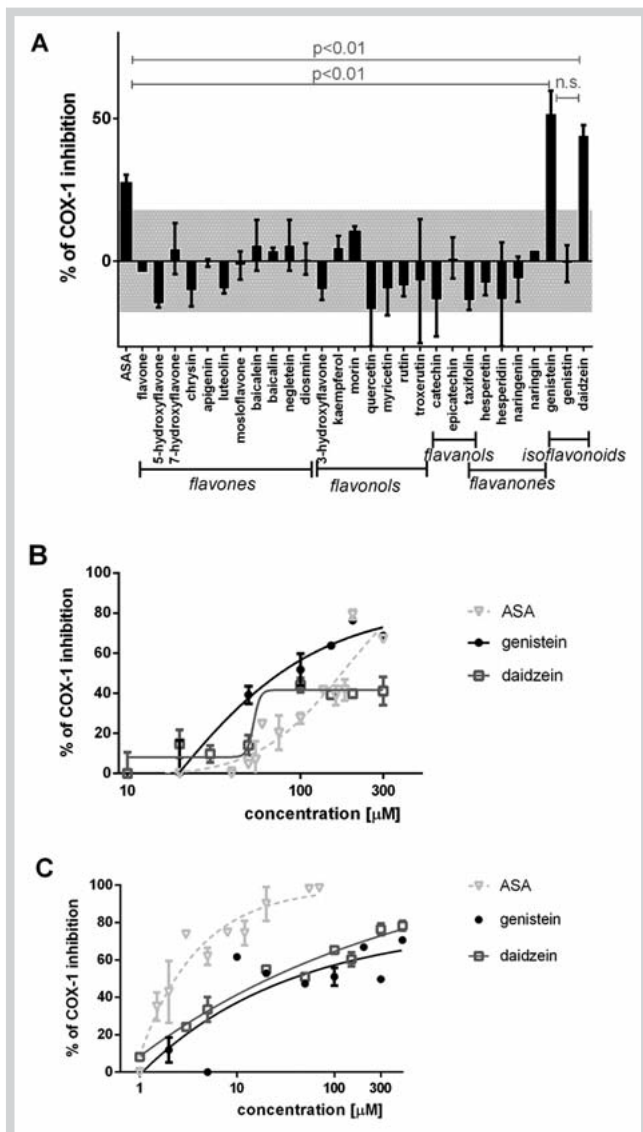 A
p<0.01
p<0.01
n.s.
% of COX-1 inhibition
50
0
ASA
flavone
5-hydroxyflavone
7-hydroxyflavone
chrysin
apigenin
luteolin
mosloflavone
baicalein
baicalin
negletein
diosmin
3-hydroxyflavone
kaempferol
morin
quercetin
myricetin
rutin
troxerutin
catechin
epicatechin
taxifolin
hesperetin
hesperidin
naringenin
naringin
genistein
genistin
daidzein
flavones
flavonols
flavanols
flavanones
isoflavonoids
B
% of COX-1 inhibition
100
80
60
40
20
0
10
100
300
concentration [µM]
ASA
genistein
daidzein
C
% of COX-1 inhibition
100
80
60
40
20
0
1
10
100
300
concentration [µM]
ASA
genistein
daidzein